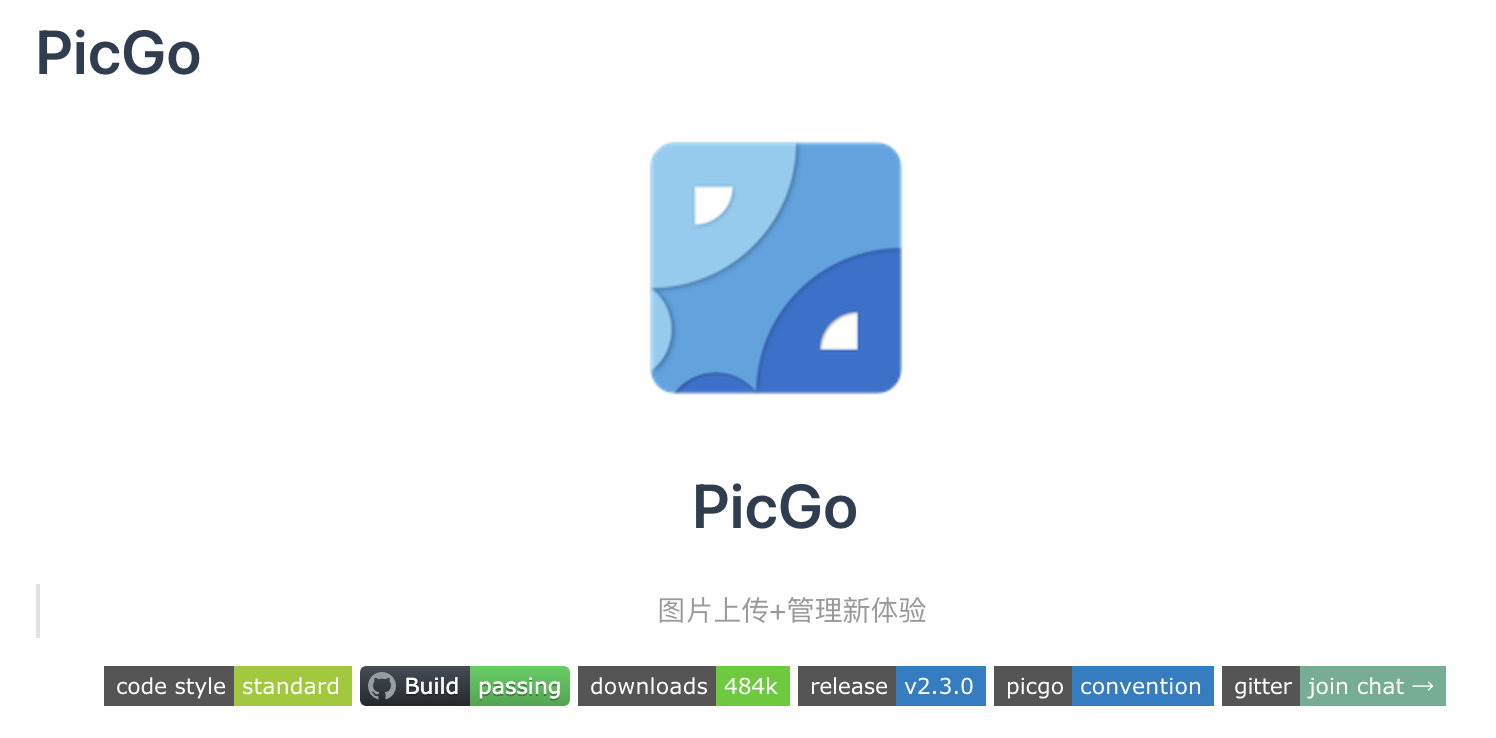 PicGo
PicGo
图片上传+管理新体验
code style standard Build passing downloads 484k release v2.3.0 picgo convention gitter join chat →